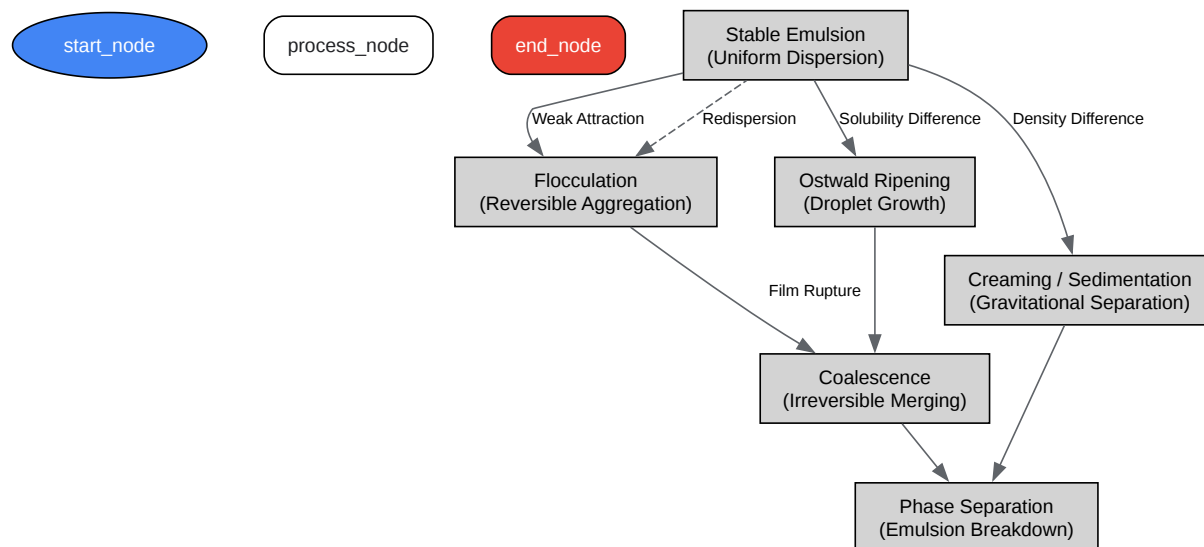 start_node
process_node
end_node
Stable Emulsion
(Uniform Dispersion)
Weak Attraction
Redispersion
Solubility Difference
Density Difference
Flocculation
(Reversible Aggregation)
Ostwald Ripening
(Droplet Growth)
Creaming / Sedimentation
(Gravitational Separation)
Film Rupture
Coalescence
(Irreversible Merging)
Phase Separation
(Emulsion Breakdown)